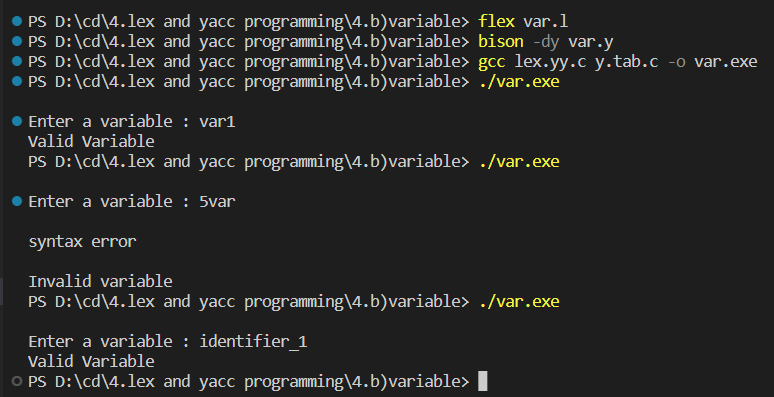 PS D:\cd\4.lex and yacc programming\4.b)variable> flex var.l
PS D:\cd\4.lex and yacc programming\4.b)variable> bison -dy var.y
PS D:\cd\4.lex and yacc programming\4.b)variable> gcc lex.yy.c y.tab.c -o var.exe
PS D:\cd\4.lex and yacc programming\4.b)variable> ./var.exe
Enter a variable : var1
Valid Variable
PS D:\cd\4.lex and yacc programming\4.b)variable> ./var.exe
Enter a variable : 5var
syntax error
Invalid variable
PS D:\cd\4.lex and yacc programming\4.b)variable> ./var.exe
Enter a variable : identifier_1
Valid Variable
PS D:\cd\4.lex and yacc programming\4.b)variable>